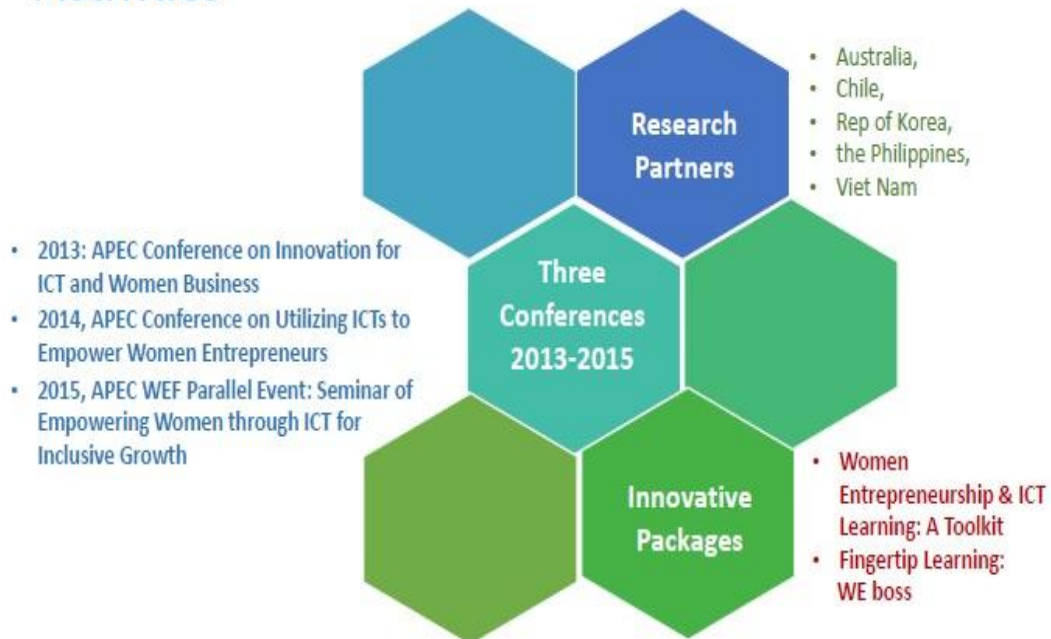 Research
Partners
• Australia,
• Chile,
• Rep of Korea,
• the Philippines,
• Viet Nam
• 2013: APEC Conference on Innovation for
ICT and Women Business
• 2014, APEC Conference on Utilizing ICTs to
Empower Women Entrepreneurs
• 2015, APEC WEF Parallel Event: Seminar of
Empowering Women through ICT for
Inclusive Growth
Three
Conferences
2013-2015
Innovative
Packages
• Women
Entrepreneurship & ICT
Learning: A Toolkit
• Fingertip Learning:
WE boss